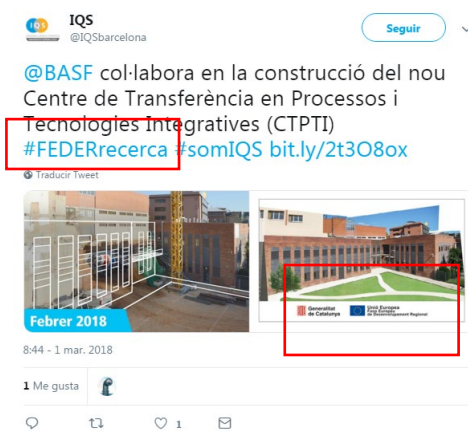 IQS
IQS
@IQSbarcelona
Seguir
@BASF col·labora en la construcció del nou
Centre de Transferència en Processos i
Tecnologies Integratives (CTPTI)
#FEDERrecerca #somIQS bit.ly/2t3O8ox
Traducir Tweet
Febrer 2018
Generalitat
de Catalunya
Unió Europea
Fons Europeu
de Desenvolupament Regional
8:44 - 1 mar. 2018
1 Me gusta
1